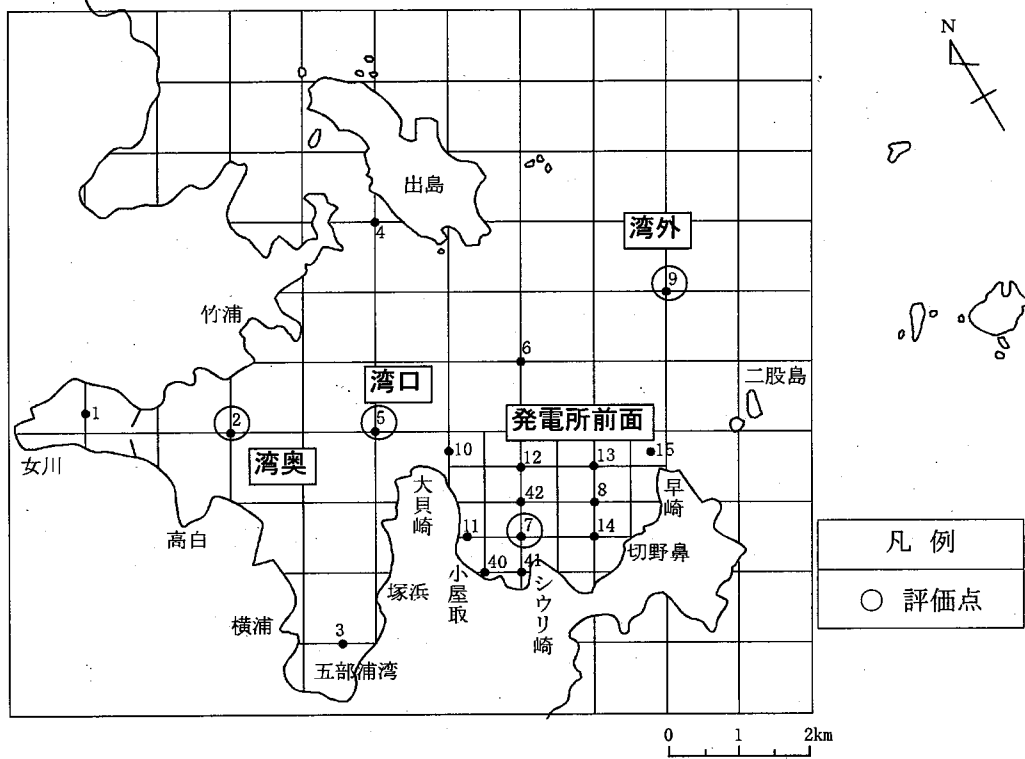 N
出島
4
湾外
9
竹浦
6
二股島
湾口
1
2
5
発電所前面
女川
湾奥
10
12
13
15
大貝崎
42
8
早崎
高白
11
7
14
切野鼻
凡例
40
41
小屋取
塚浜
シウリ崎
○ 評価点
横浦
3
五部浦湾
0 1 2km